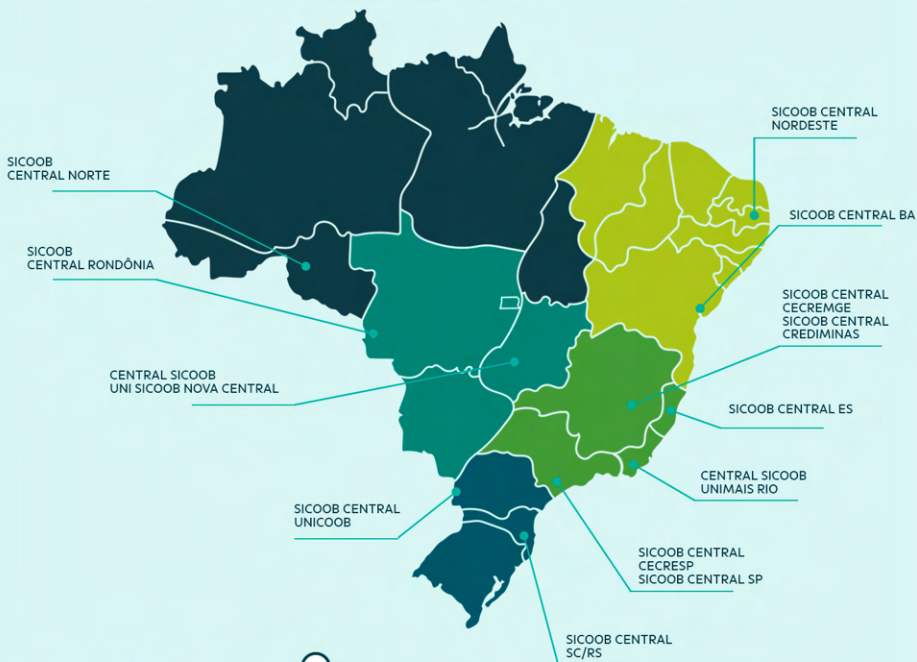 SICOOB CENTRAL
NORDESTE
SICOOB
CENTRAL NORTE
SICOOB CENTRAL BA
SICOOB
CENTRAL RONDÔNIA
SICOOB CENTRAL
CECREMGE
SICOOB CENTRAL
CREDIMINAS
CENTRAL SICOOB
UNI SICOOB NOVA CENTRAL
SICOOB CENTRAL ES
CENTRAL SICOOB
UNIMAIS RIO
SICOOB CENTRAL
UNICOOB
SICOOB CENTRAL
CECRESP
SICOOB CENTRAL SP
SICOOB CENTRAL
SC/RS